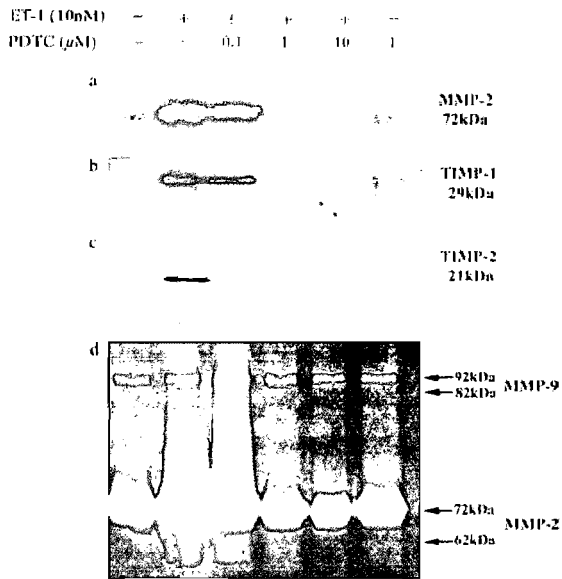 ET-1 (10nM) − + + + + −
PDTC (μM) − - 0.1 1 10 1
a
MMP-2
72kDa
b
TIMP-1
29kDa
c
TIMP-2
21kDa
d
92kDa
MMP-9
82kDa
72kDa
MMP-2
62kDa